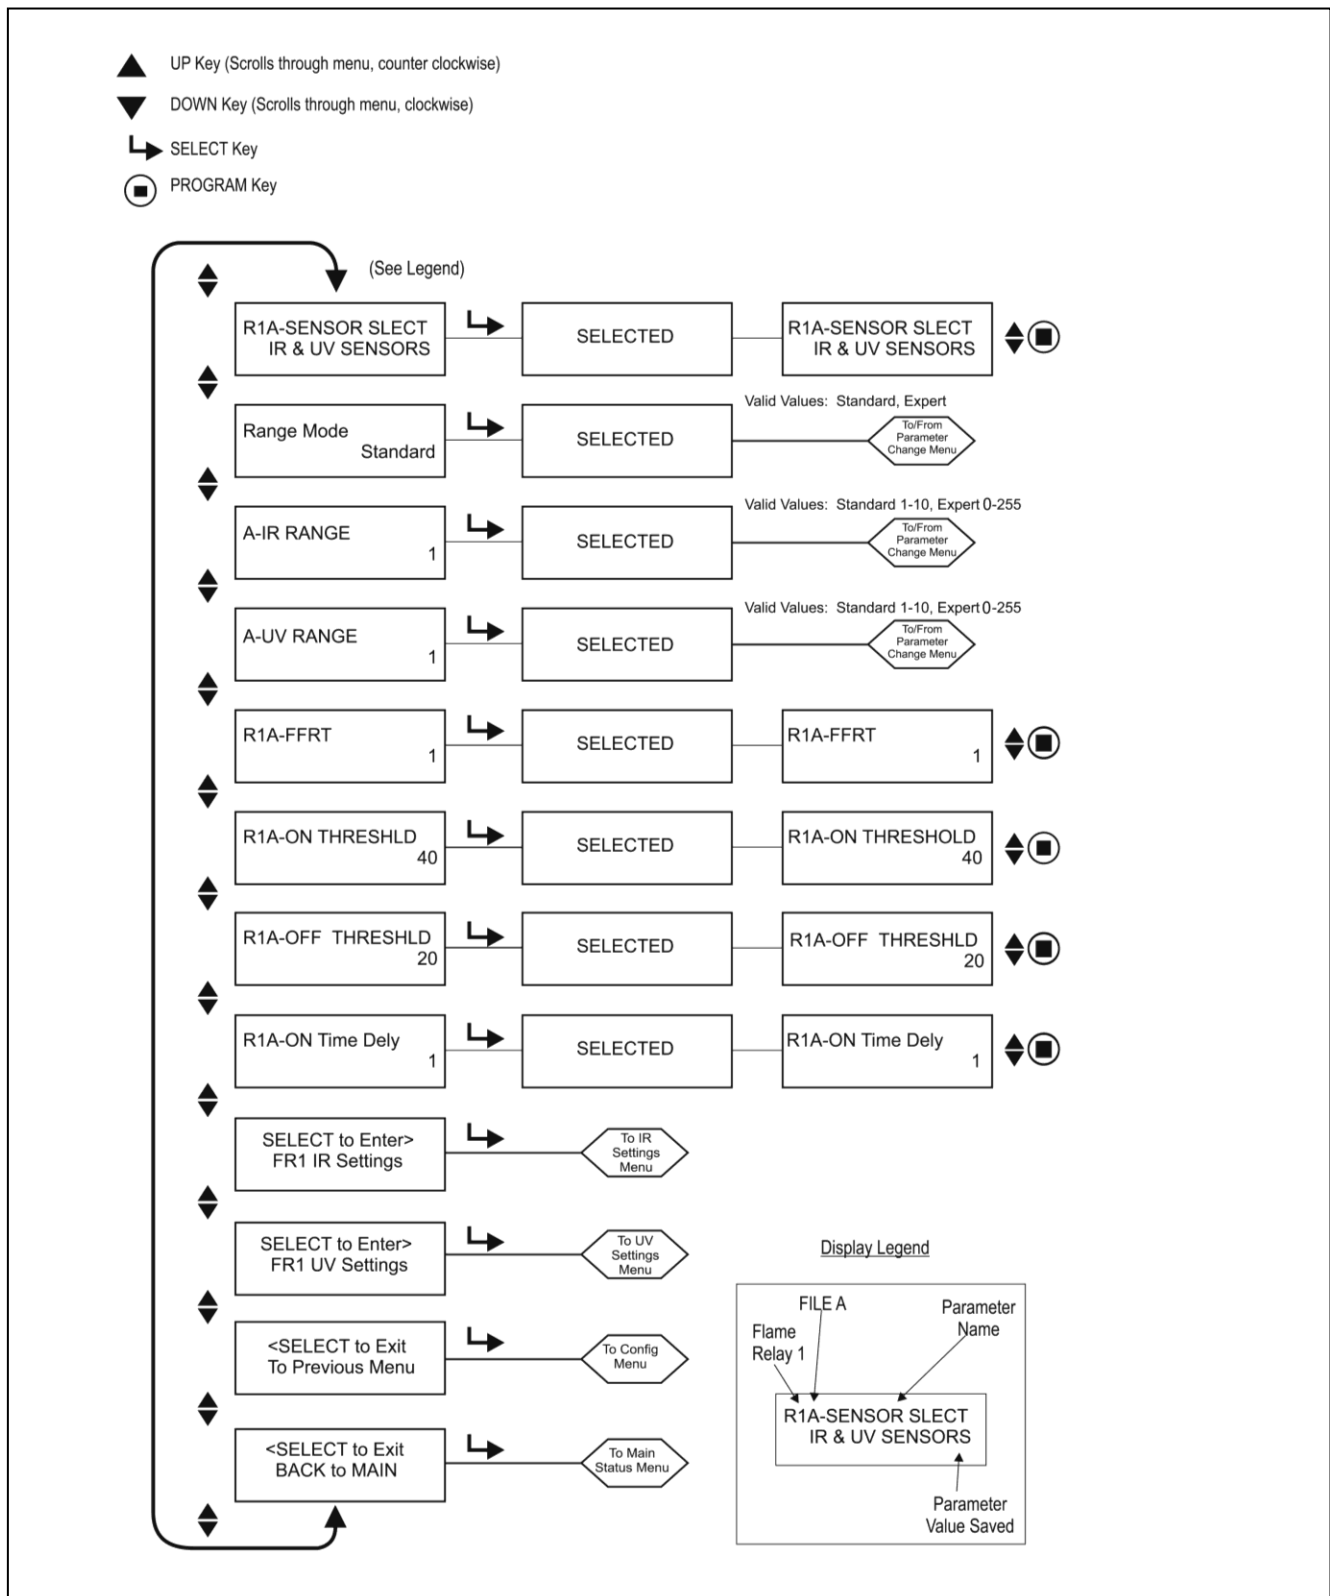 UP Key (Scrolls through menu, counter clockwise)
DOWN Key (Scrolls through menu, clockwise)
SELECT Key
PROGRAM Key
(See Legend)
R1A-SENSOR SLECT
IR & UV SENSORS
SELECTED
R1A-SENSOR SLECT
IR & UV SENSORS
Range Mode
Standard
SELECTED
Valid Values: Standard, Expert
To/From
Parameter
Change Menu
A-IR RANGE
1
SELECTED
Valid Values: Standard 1-10, Expert 0-255
To/From
Parameter
Change Menu
A-UV RANGE
1
SELECTED
Valid Values: Standard 1-10, Expert 0-255
To/From
Parameter
Change Menu
R1A-FFRT
1
SELECTED
R1A-FFRT
1
R1A-ON THRESHLD
40
SELECTED
R1A-ON THRESHOLD
40
R1A-OFF THRESHLD
20
SELECTED
R1A-OFF THRESHLD
20
R1A-ON Time Dely
1
SELECTED
R1A-ON Time Dely
1
SELECT to Enter>
FR1 IR Settings
To IR
Settings
Menu
SELECT to Enter>
FR1 UV Settings
To UV
Settings
Menu
<SELECT to Exit
To Previous Menu
To Config
Menu
<SELECT to Exit
BACK to MAIN
To Main
Status Menu
Display Legend
FILE A
Flame
Relay 1
Parameter
Name
R1A-SENSOR SLECT
IR & UV SENSORS
Parameter
Value Saved